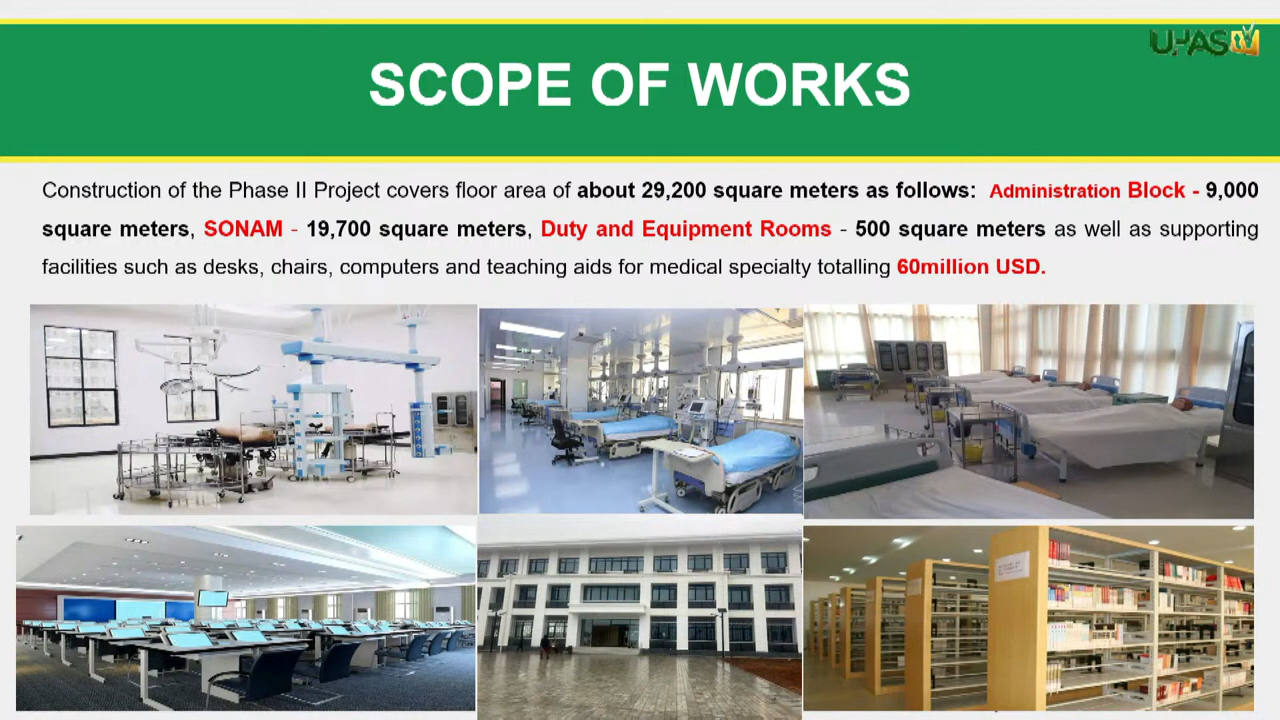 UHAS TV
SCOPE OF WORKS
Construction of the Phase II Project covers floor area of about 29,200 square meters as follows: Administration Block - 9,000
square meters, SONAM - 19,700 square meters, Duty and Equipment Rooms - 500 square meters as well as supporting
facilities such as desks, chairs, computers and teaching aids for medical specialty totalling 60million USD.